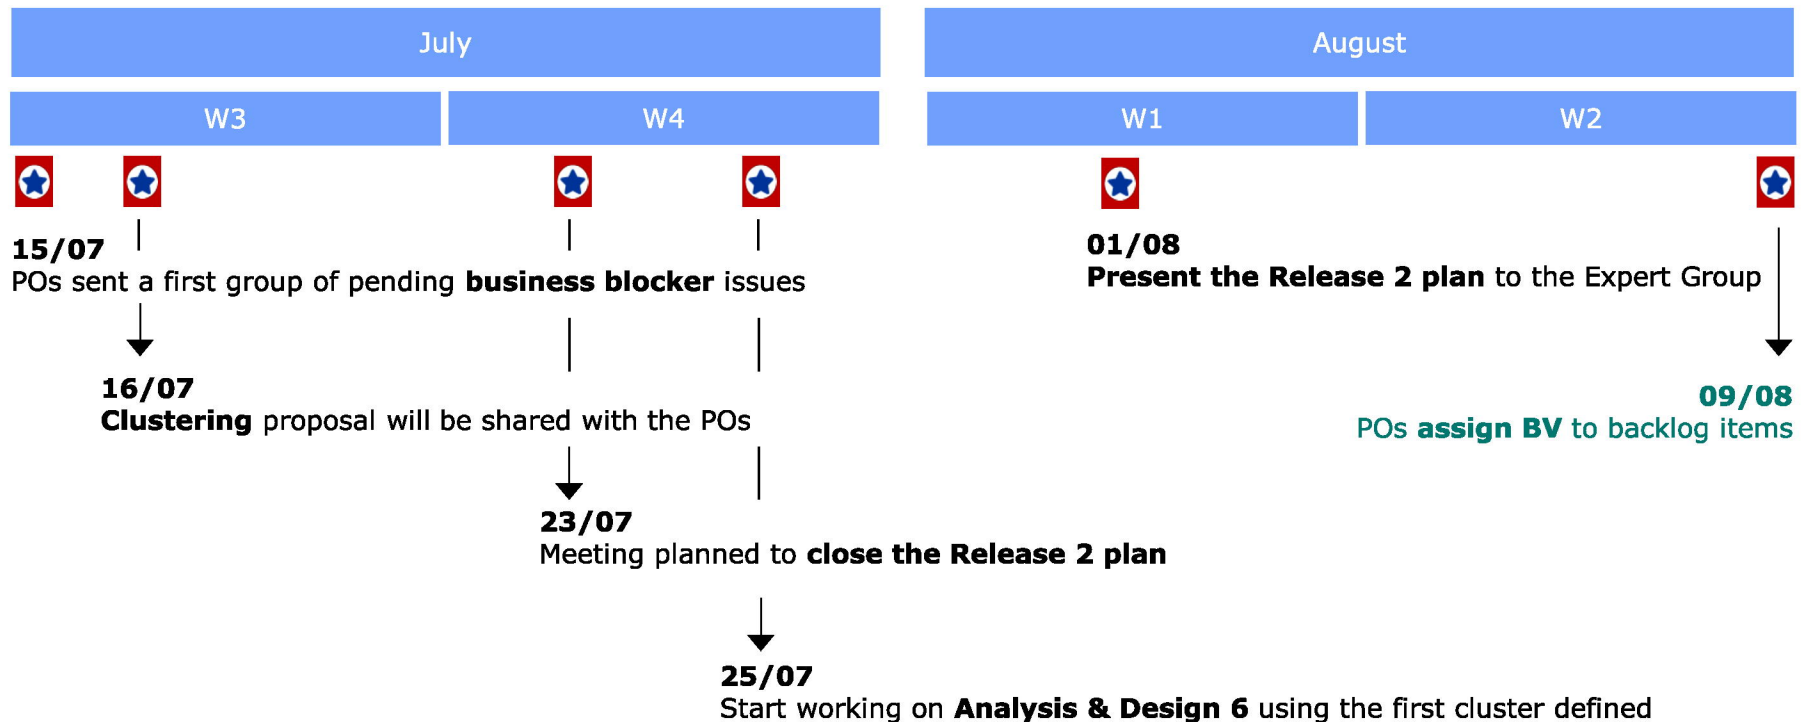 July
August
W3
W4
W1
W2
15/07
POs sent a first group of pending business blocker issues
01/08
Present the Release 2 plan to the Expert Group
16/07
Clustering proposal will be shared with the POs
09/08
POs assign BV to backlog items
23/07
Meeting planned to close the Release 2 plan
25/07
Start working on Analysis & Design 6 using the first cluster defined